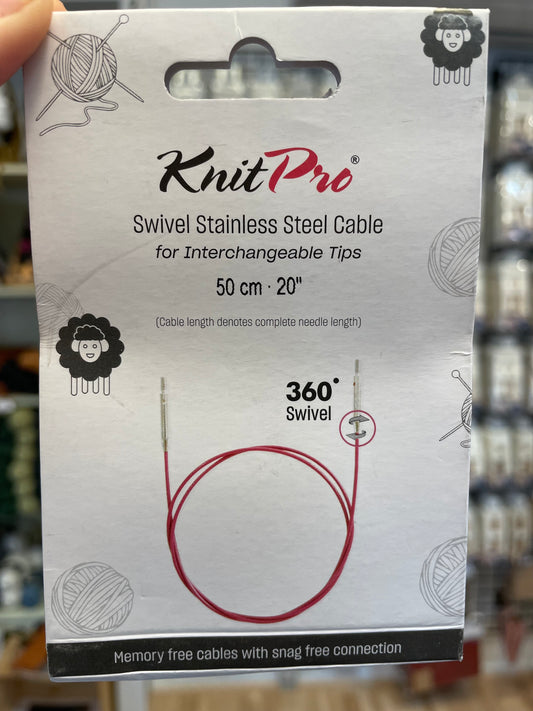 KnitPro®
Swivel Stainless Steel Cable
for Interchangeable Tips
50 cm · 20"
(Cable length denotes complete needle length)
360°
Swivel
Memory free cables with snag free connection